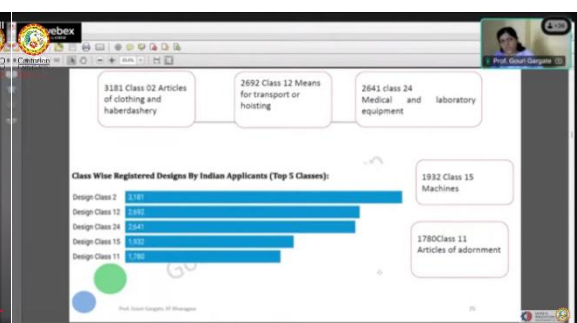 webex
Centurion
Prof. Gouri Gargate
3181 Class 02 Articles
of clothing and
haberdashery
2692 Class 12 Means
for transport or
hoisting
2641 class 24
Medical and laboratory
equipment
Class Wise Registered Designs By Indian Applicants (Top 5 Classes):
Design Class 2 3,181
Design Class 12 2,692
Design Class 24 2,641
Design Class 15 1,932
Design Class 11 1,780
1932 Class 15
Machines
1780Class 11
Articles of adornment
Prof. Gouri Gargate, IIT Kharagpur